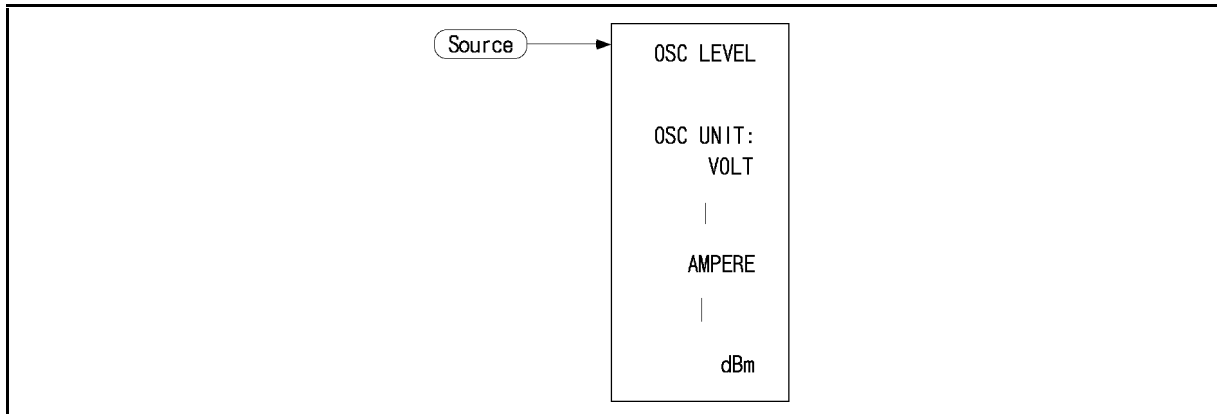 Source
OSC LEVEL
OSC UNIT:
VOLT
AMPERE
dBm